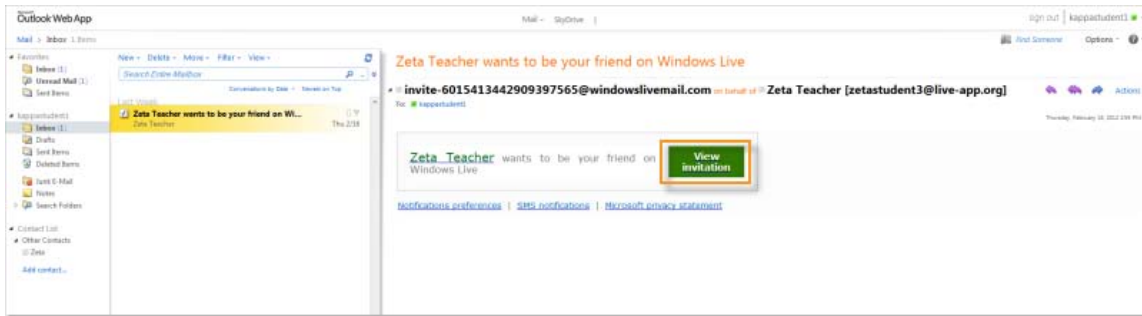 Microsoft
Outlook Web App
Mail | SkyDrive |
sign out | kappastudent1
Mail > Inbox 1 Items
Find Someone Options
Favorites
Inbox (1)
Unread Mail (1)
Sent Items
kappastudent1
Inbox (1)
Drafts
Sent Items
Deleted Items
Junk E-Mail
Notes
Search Folders
Contact List
Other Contacts
Zeta
Add contact...
New Delete Move Filter View
Search Entire Mailbox
Conversations by Date Newest on Top
Last Week
Zeta Teacher wants to be your friend on Wi...
Zeta Teacher Thu 2/16
Zeta Teacher wants to be your friend on Windows Live
invite-6015413442909397565@windowslivemail.com on behalf of Zeta Teacher [zetastudent3@live-app.org]
Actions
To: kappastudent1
Thursday, February 16, 2012 2:59 PM
Zeta Teacher wants to be your friend on
Windows Live
View
invitation
Notifications preferences | SMS notifications | Microsoft privacy statement